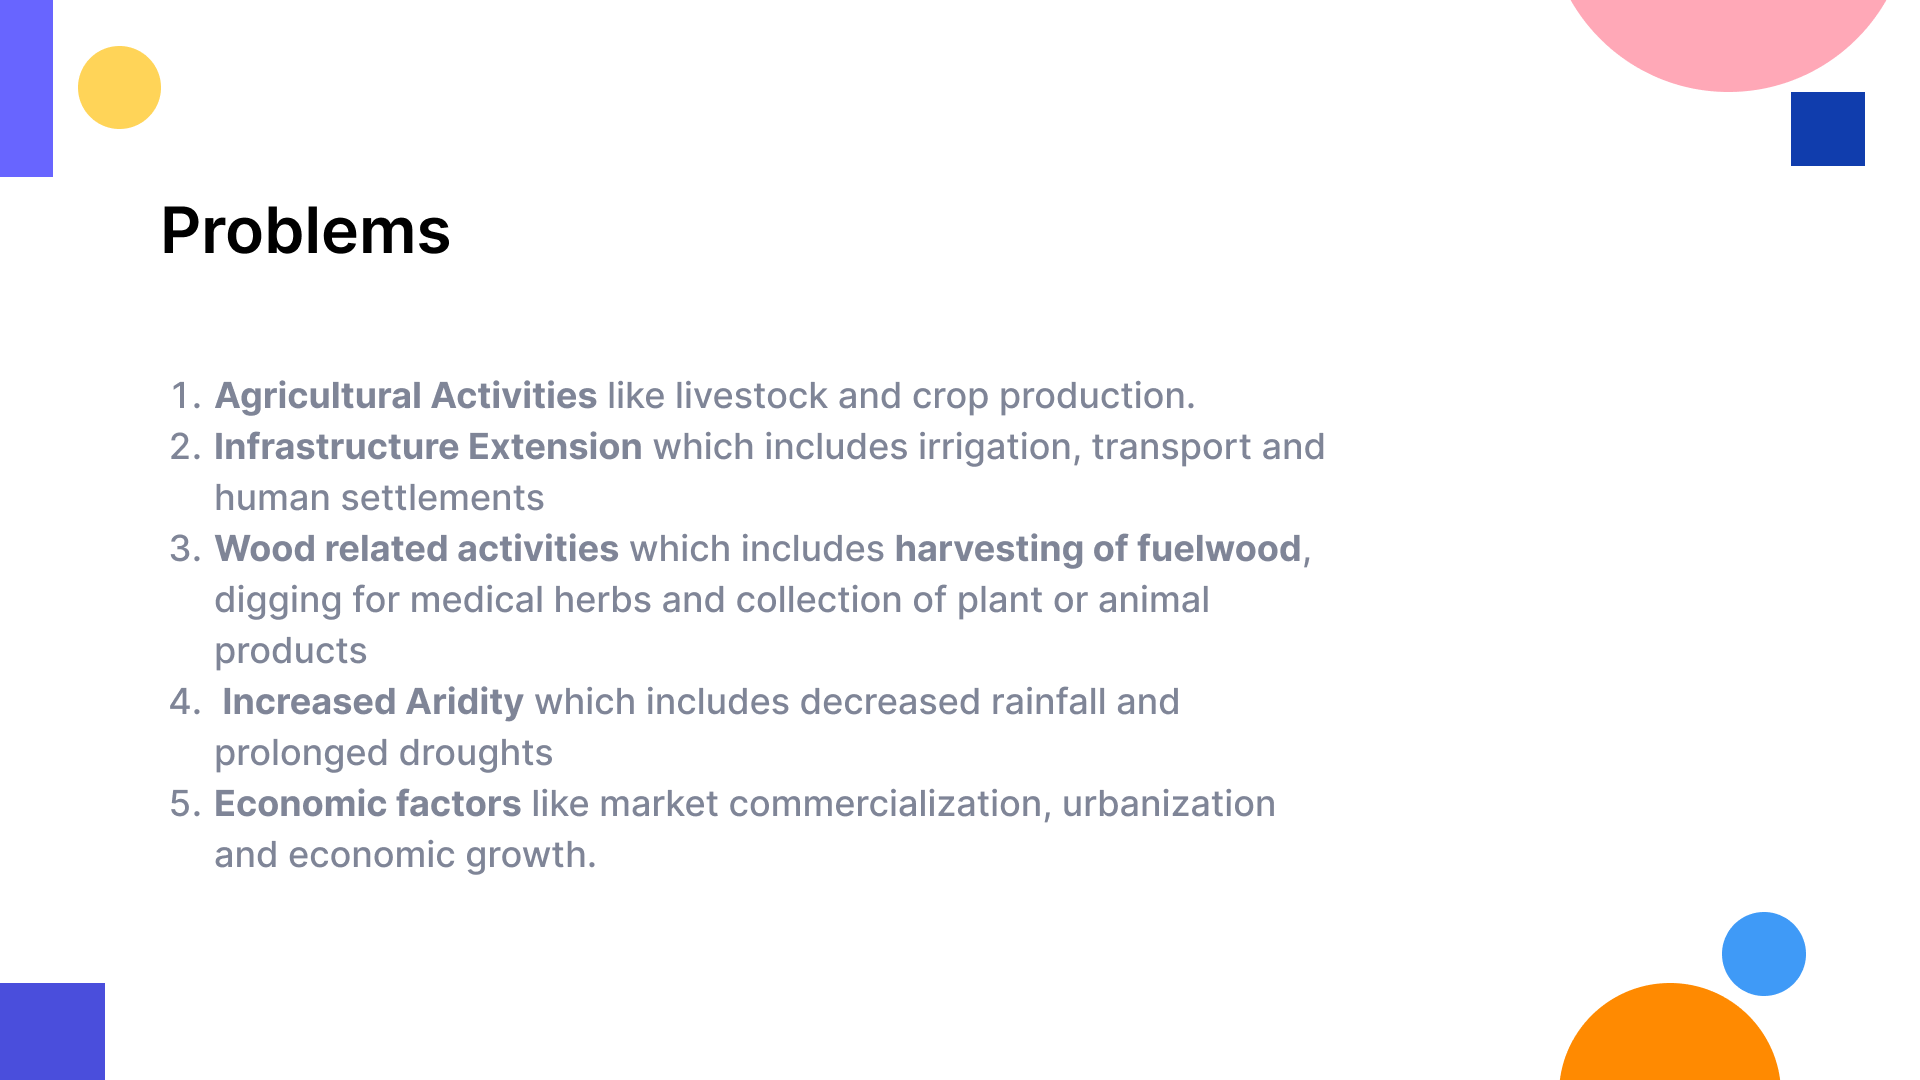 Problems
1. Agricultural Activities like livestock and crop production.
2. Infrastructure Extension which includes irrigation, transport and
human settlements
3. Wood related activities which includes harvesting of fuelwood,
digging for medical herbs and collection of plant or animal
products
4. Increased Aridity which includes decreased rainfall and
prolonged droughts
5. Economic factors like market commercialization, urbanization
and economic growth.